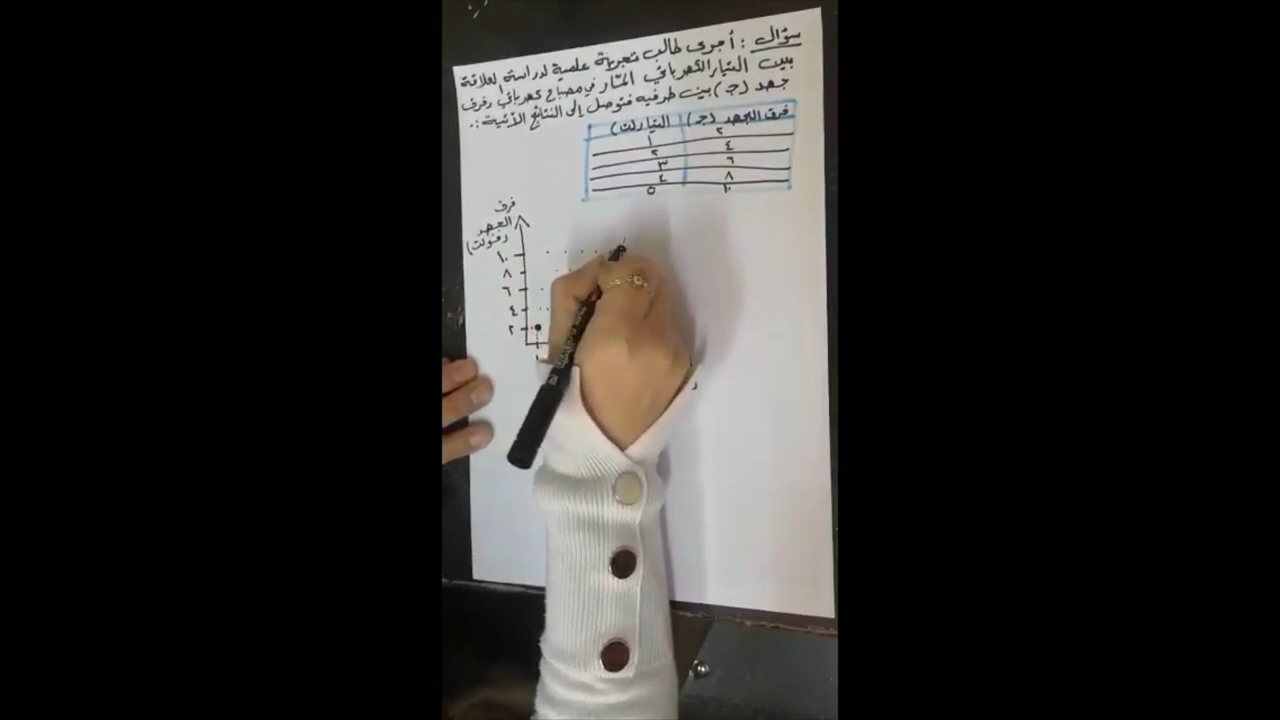 سؤال : أجرى طالب تجربة علمية لدراسة العلاقة
بين التيار الكهربائي المّار في مصباح كهربائي وفرق
جهد (جـ) بين طرفيه فتوصل إلى النتائج الآتية :.
فرق الجهد (جـ) التيار (ت)
٢ ١
٤ ٢
٦ ٣
٨ ٤
١٠ ٥
فرق
الجهد
(فولت)
١٠
٨
٦
٤
٢